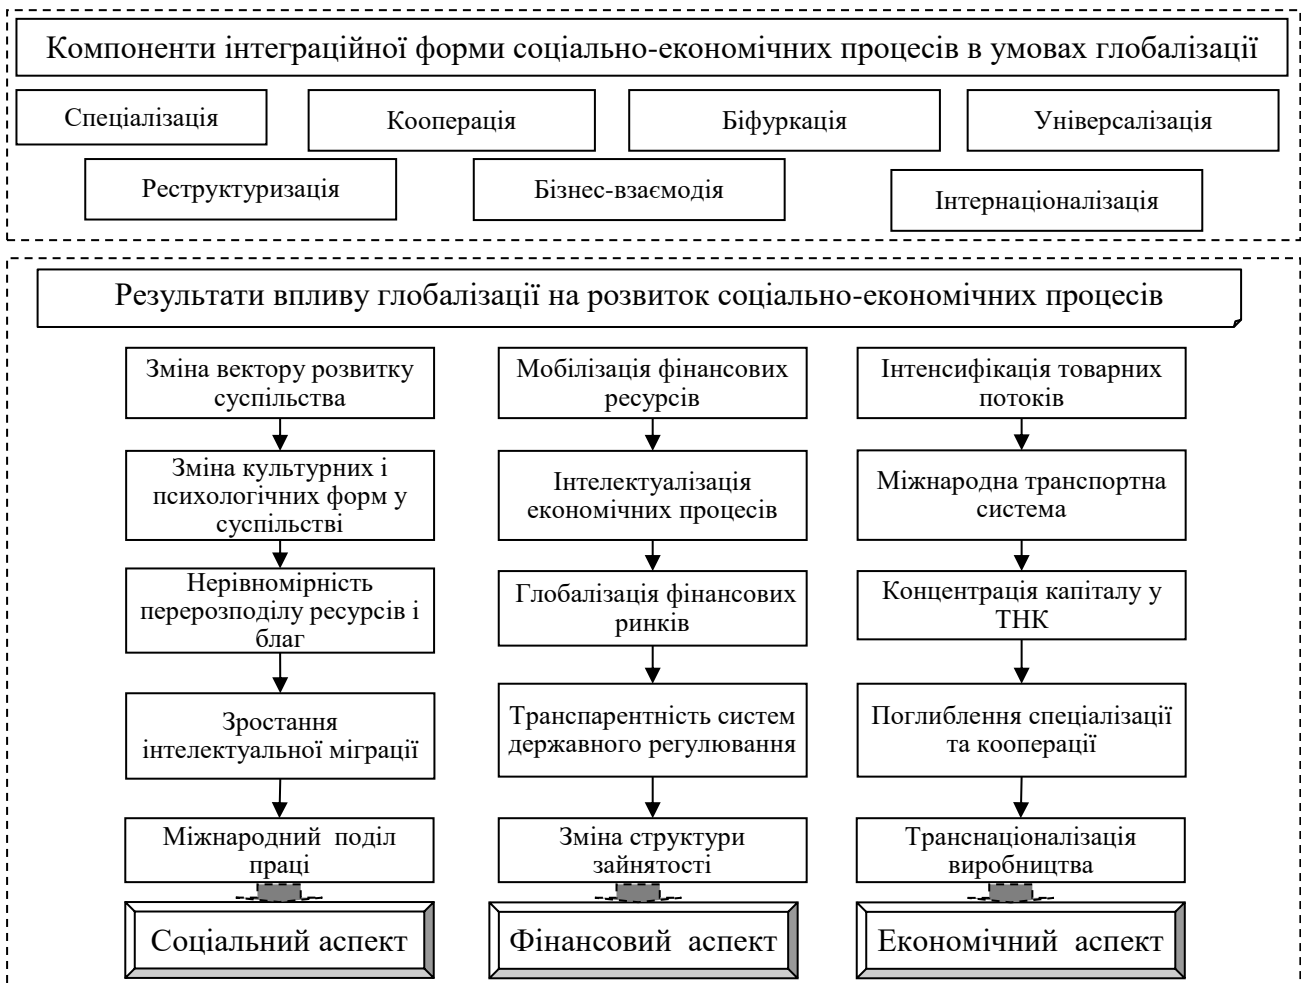 Компоненти інтеграційної форми соціально-економічних процесів в умовах глобалізації
Спеціалізація
Кооперація
Біфуркація
Універсалізація
Реструктуризація
Бізнес-взаємодія
Інтернаціоналізація
Результати впливу глобалізації на розвиток соціально-економічних процесів
Зміна вектору розвитку
суспільства
Зміна культурних і
психологічних форм у
суспільстві
Нерівномірність
перерозподілу ресурсів і
благ
Зростання
інтелектуальної міграції
Міжнародний поділ
праці
Соціальний аспект
Мобілізація фінансових
ресурсів
Інтелектуалізація
економічних процесів
Глобалізація фінансових
ринків
Транспарентність систем
державного регулювання
Зміна структури
зайнятості
Фінансовий аспект
Інтенсифікація товарних
потоків
Міжнародна транспортна
система
Концентрація капіталу у
ТНК
Поглиблення спеціалізації
та кооперації
Транснаціоналізація
виробництва
Економічний аспект